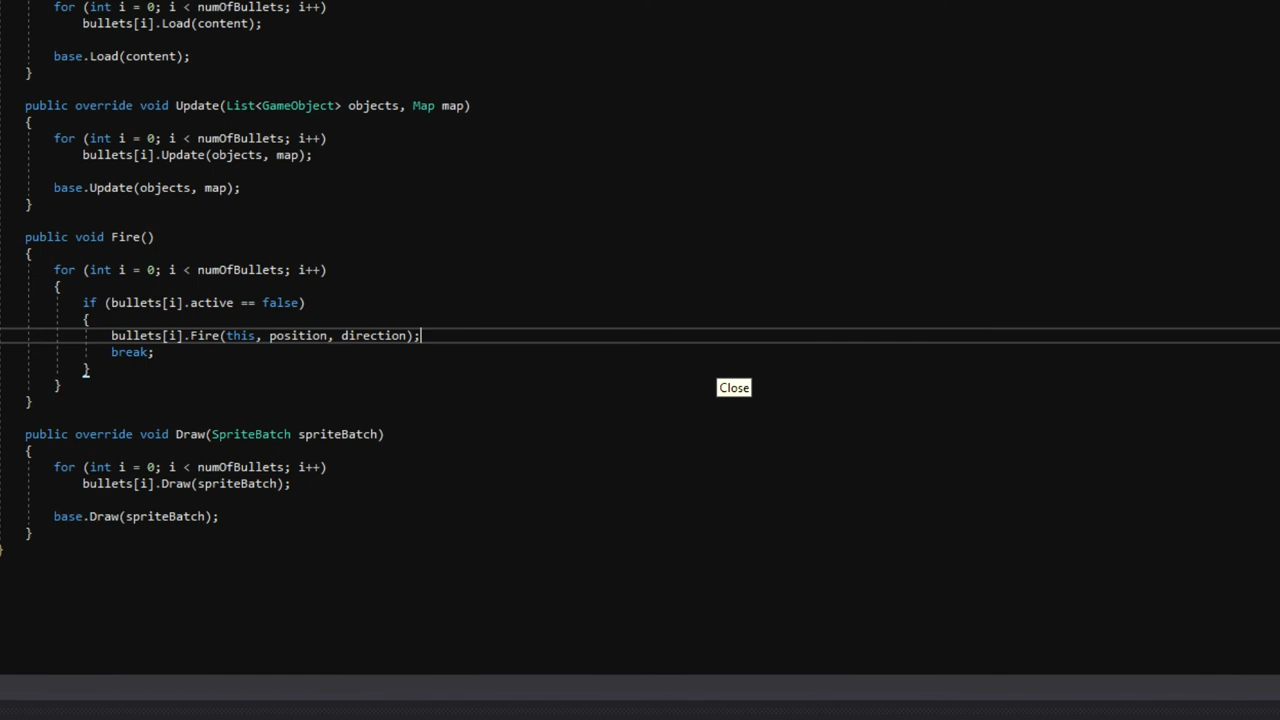 for (int i = 0; i < numOfBullets; i++)
bullets[i].Load(content);
base.Load(content);
}
public override void Update(List<GameObject> objects, Map map)
{
for (int i = 0; i < numOfBullets; i++)
bullets[i].Update(objects, map);
base.Update(objects, map);
}
public void Fire()
{
for (int i = 0; i < numOfBullets; i++)
{
if (bullets[i].active == false)
{
bullets[i].Fire(this, position, direction);
break;
}
Close
}
}
public override void Draw(SpriteBatch spriteBatch)
{
for (int i = 0; i < numOfBullets; i++)
bullets[i].Draw(spriteBatch);
base.Draw(spriteBatch);
}
}